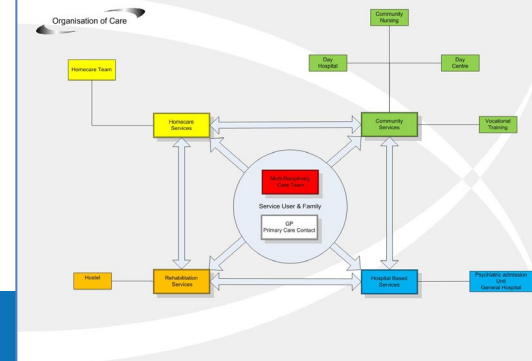 Organisation of Care
Community
Nursing
Day
Hospital
Day
Centre
Homecare Team
Homecare
Services
Community
Services
Vocational
Training
Multi Disciplinary
Care Team
Service User & Family
GP
Primary Care Contact
Hostel
Rehabilitation
Services
Hospital Based
Services
Psychiatric admission
Unit
General Hospital